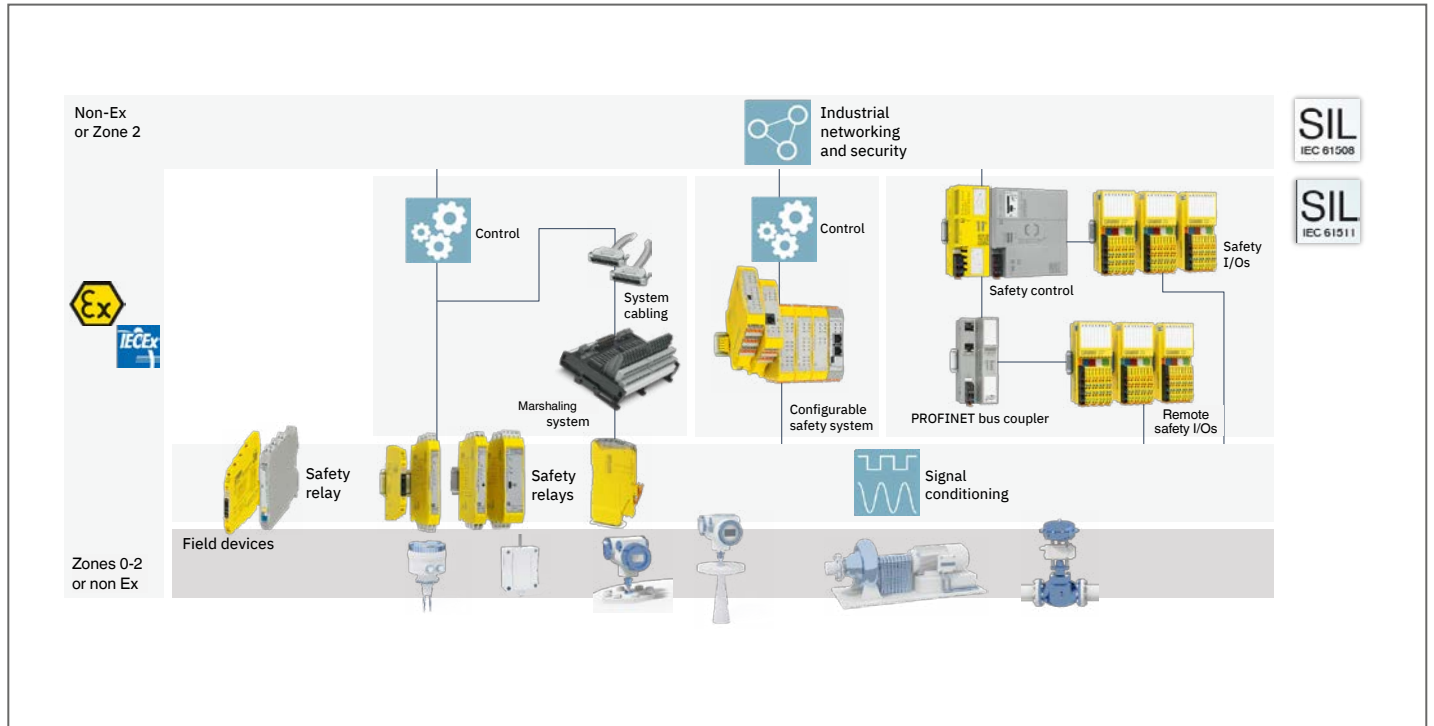 Non-Ex
or Zone 2
Industrial
networking
and security
SIL
IEC 61508
SIL
IEC 61511
Control
System
cabling
Marshaling
system
Control
Configurable
safety system
Safety control
Safety
I/Os
PROFINET bus coupler
Remote
safety I/Os
Ex
IECEx
Safety
relay
Safety
relays
Signal
conditioning
Field devices
Zones 0-2
or non Ex